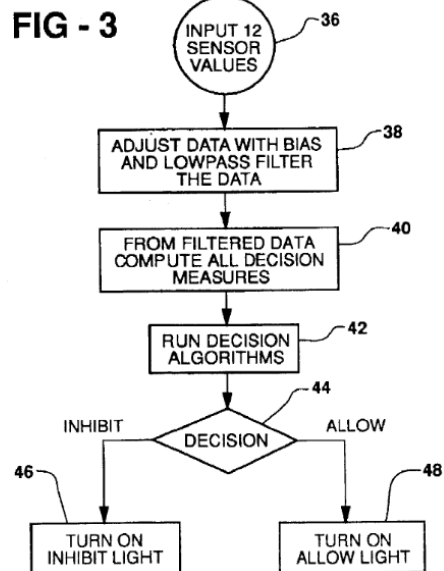 FIG - 3
INPUT 12
SENSOR
VALUES
36
ADJUST DATA WITH BIAS
AND LOWPASS FILTER
THE DATA
38
FROM FILTERED DATA
COMPUTE ALL DECISION
MEASURES
40
RUN DECISION
ALGORITHMS
42
44
INHIBIT
DECISION
ALLOW
46
48
TURN ON
INHIBIT LIGHT
TURN ON
ALLOW LIGHT